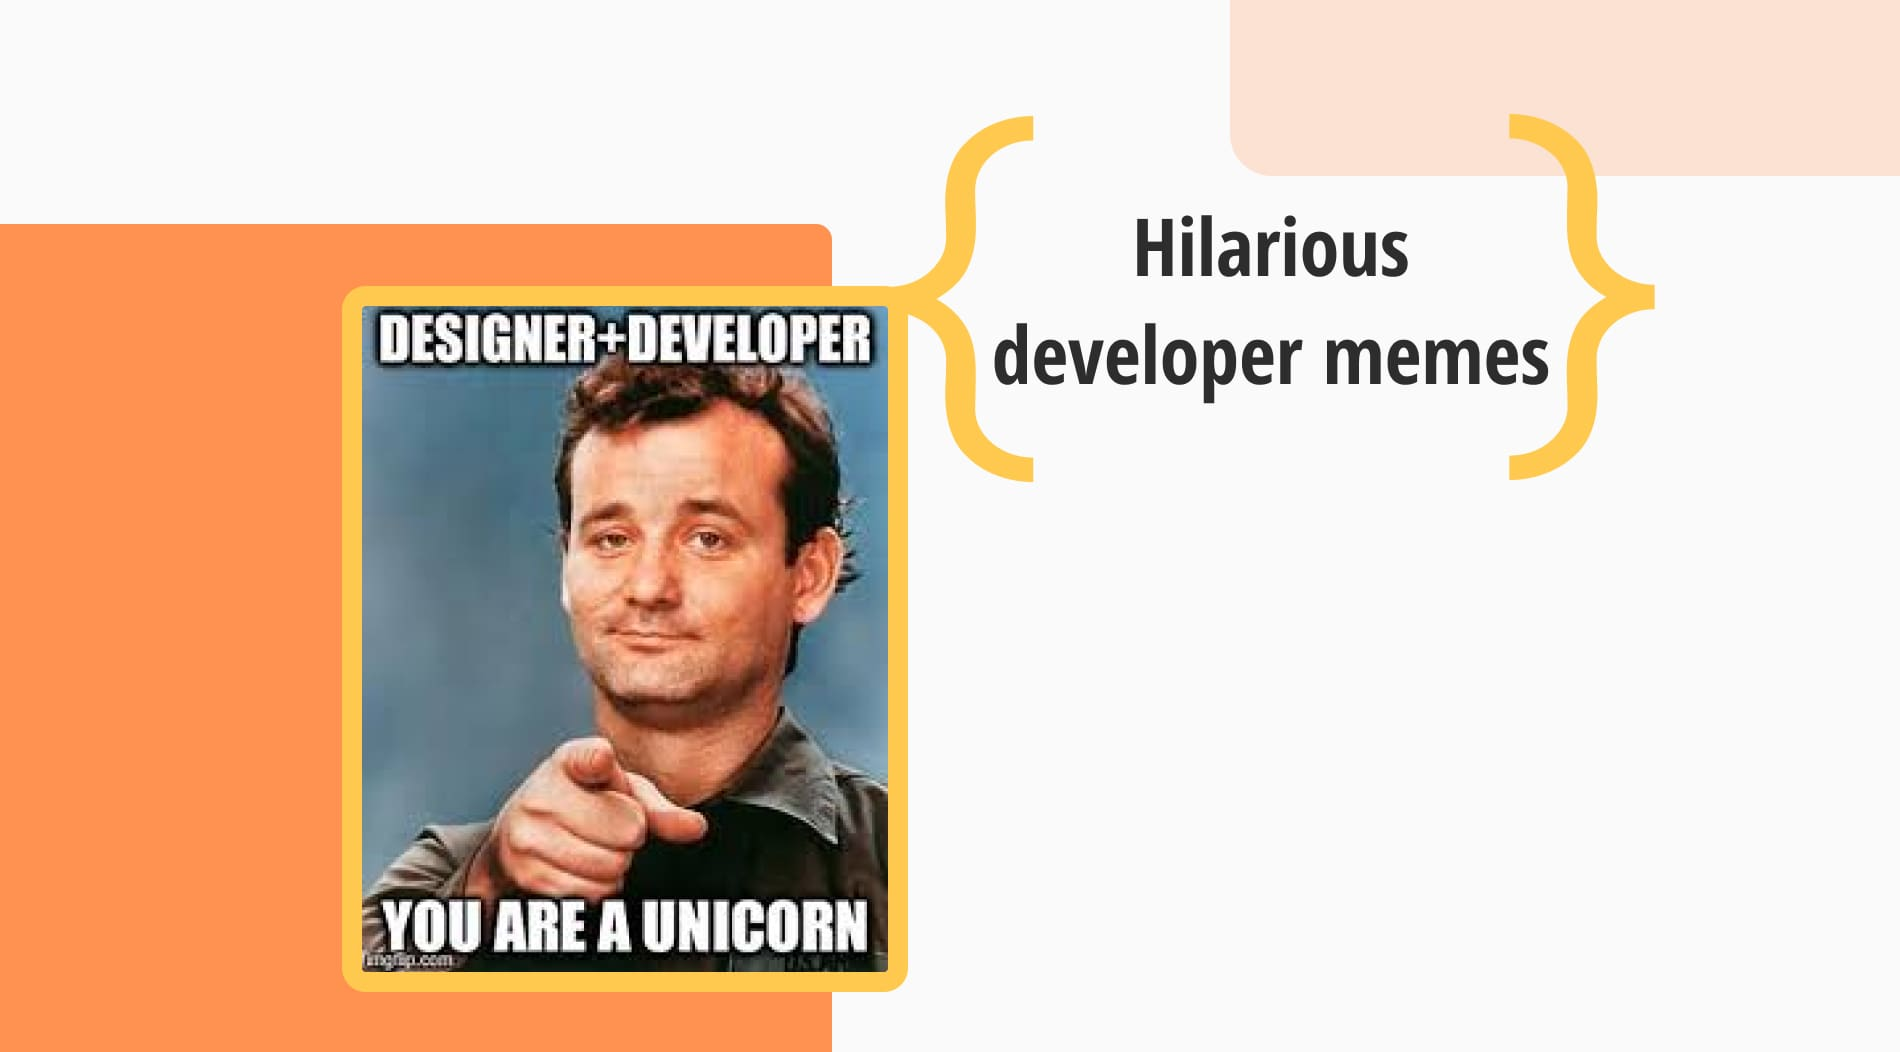 Hilarious
developer memes
DESIGNER+DEVELOPER
YOU ARE A UNICORN
imgflip.com